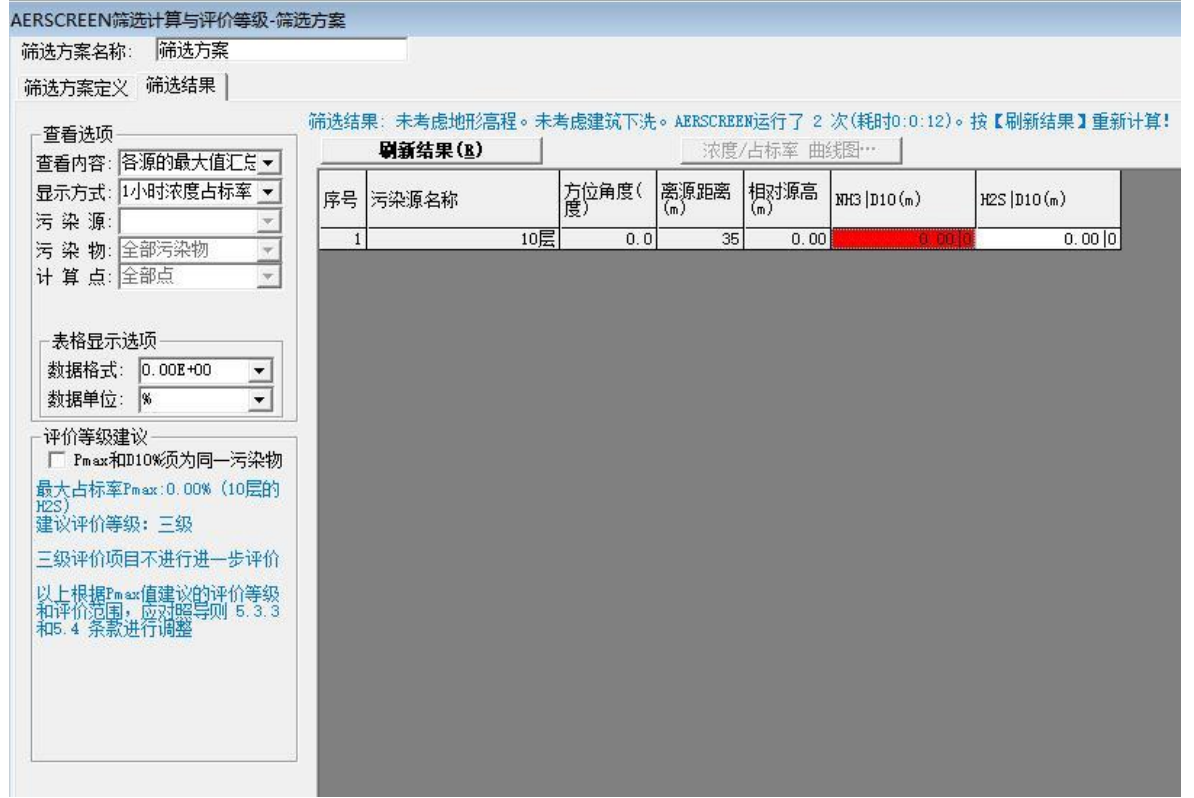 AERSCREEN筛选计算与评价等级-筛选方案
筛选方案名称: 筛选方案
筛选方案定义 筛选结果
筛选结果: 未考虑地形高程。未考虑建筑下洗。AERSCREEN运行了 2 次(耗时0:0:12)。按【刷新结果】重新计算!
查看选项
查看内容: 各源的最大值汇总
显示方式: 1小时浓度占标率
污 染 源:
污 染 物: 全部污染物
计 算 点: 全部点
表格显示选项
数据格式: 0.00E+00
数据单位: %
评价等级建议
Pmax和D10%须为同一污染物
最大占标率Pmax:0.00% (10层的
H2S)
建议评价等级: 三级
三级评价项目不进行进一步评价
以上根据Pmax值建议的评价等级
和评价范围,应对照导则 5.3.3
和5.4 条款进行调整
刷新结果(R) 浓度/占标率 曲线图…
序号 污染源名称 方位角度(度) 离源距离(m) 相对源高(m) NH3|D10(m) H2S|D10(m)
1 10层 0.0 35 0.00 0.00|0 0.00|0